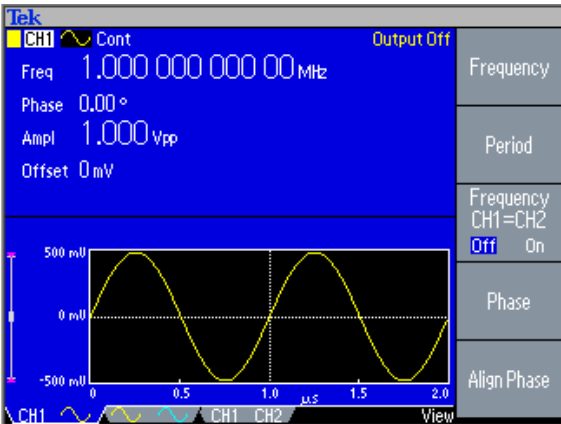 Tek
CH1 Cont Output Off
Freq 1.000 000 000 00 MHz
Phase 0.00 °
Ampl 1.000 Vpp
Offset 0 mV
Frequency
Period
Frequency
CH1=CH2
Off On
Phase
Align Phase
500 mV
0 mV
-500 mV
0 0.5 1.0 µs 1.5 2.0
CH1 CH1 CH2 View